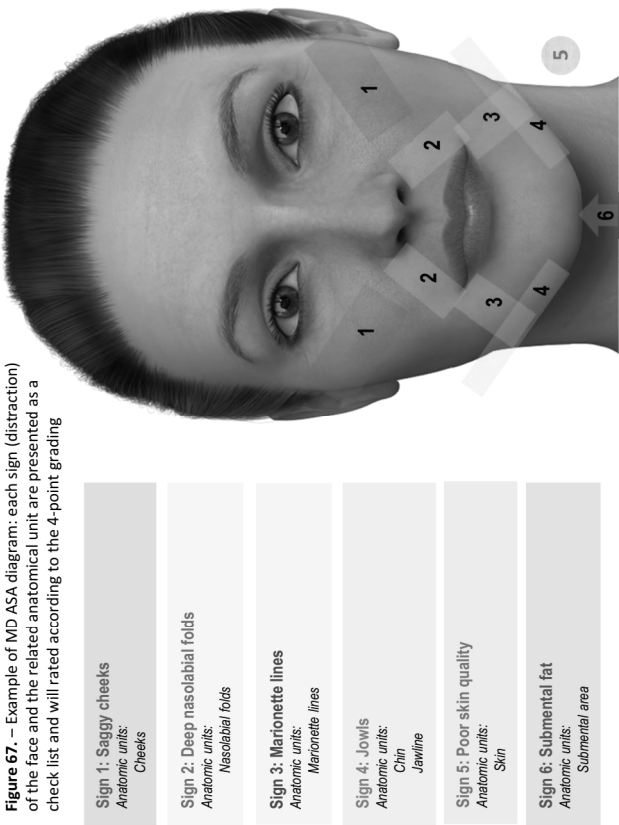 Figure 67. – Example of MD ASA diagram: each sign (distraction)
of the face and the related anatomical unit are presented as a
check list and will rated according to the 4-point grading
Sign 1: Saggy cheeks
Anatomic units:
Cheeks
Sign 2: Deep nasolabial folds
Anatomic units:
Nasolabial folds
Sign 3: Marionette lines
Anatomic units:
Marionette lines
Sign 4: Jowls
Anatomic units:
Chin
Jawline
Sign 5: Poor skin quality
Anatomic units:
Skin
Sign 6: Submental fat
Anatomic units:
Submental area
1
1
2
2
3
3
4
4
5
6